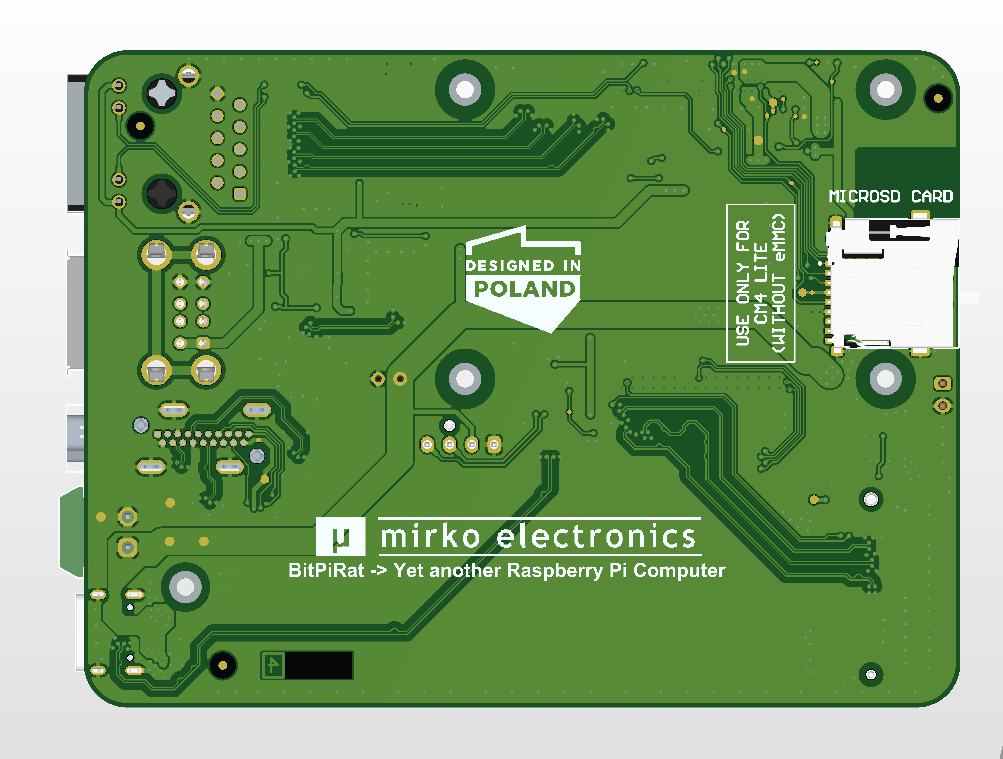 MICROSD CARD
USE ONLY FOR
CM4 LITE
(WITHOUT eMMC)
DESIGNED IN
POLAND
µ mirko electronics
BitPiRat -> Yet another Raspberry Pi Computer
4